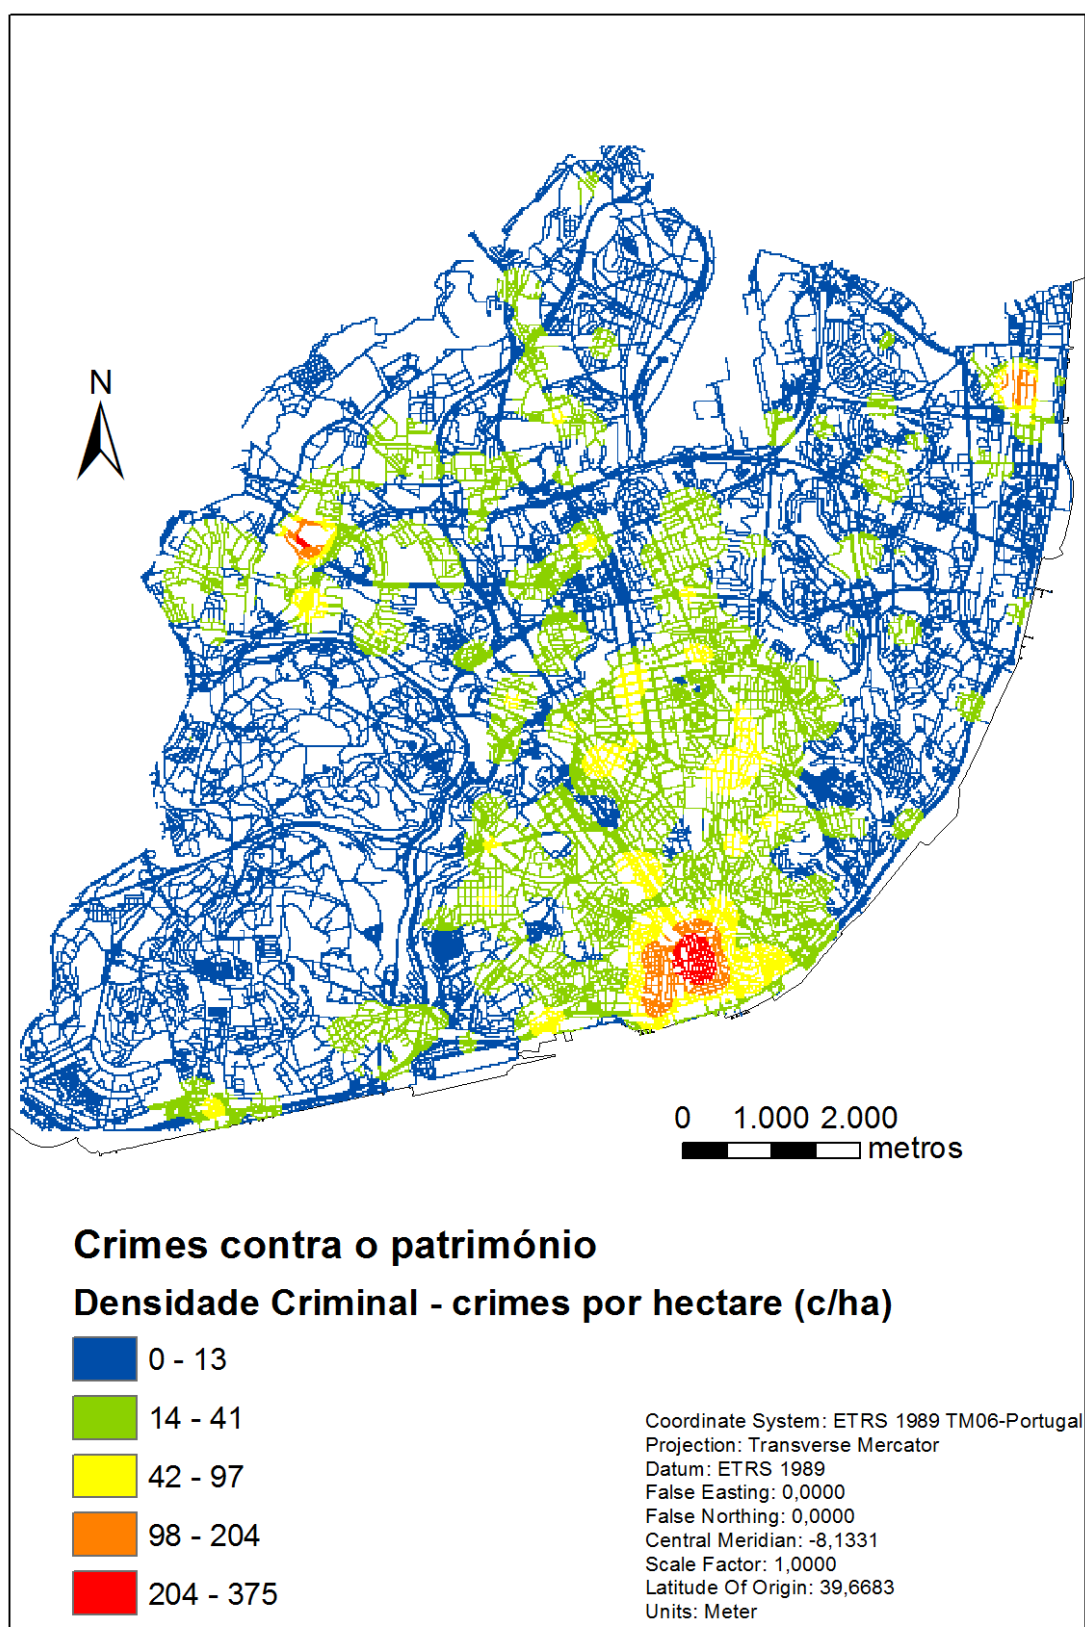 N
0 1.000 2.000
metros
Crimes contra o património
Densidade Criminal - crimes por hectare (c/ha)
0 - 13
14 - 41
42 - 97
98 - 204
204 - 375
Coordinate System: ETRS 1989 TM06-Portugal
Projection: Transverse Mercator
Datum: ETRS 1989
False Easting: 0,0000
False Northing: 0,0000
Central Meridian: -8,1331
Scale Factor: 1,0000
Latitude Of Origin: 39,6683
Units: Meter